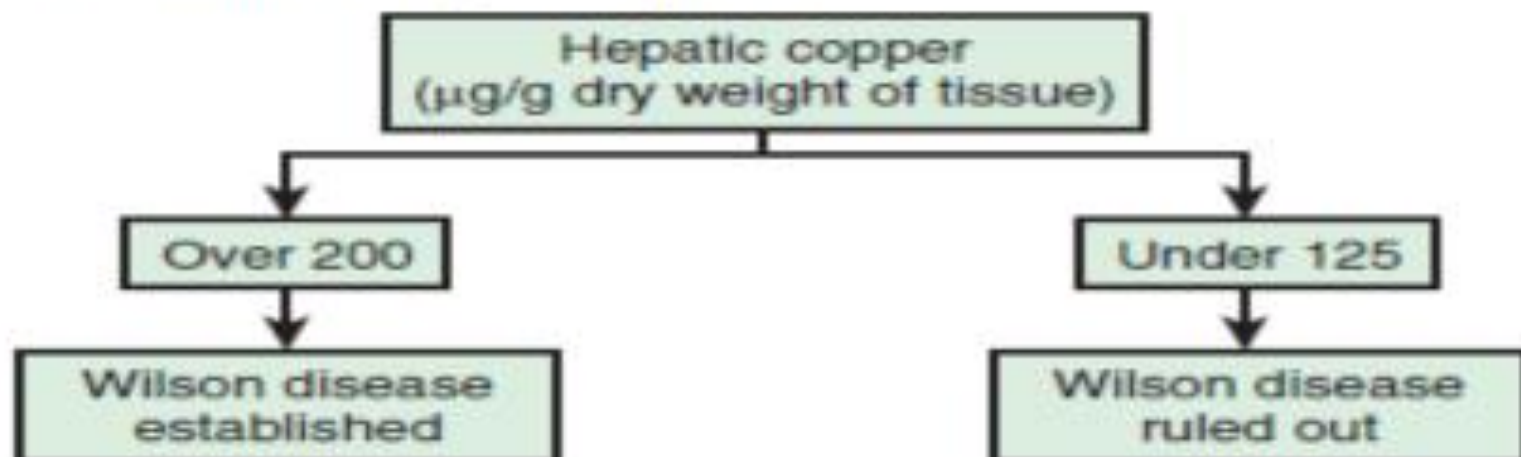 Hepatic copper
(µg/g dry weight of tissue)
Over 200
Under 125
Wilson disease
established
Wilson disease
ruled out